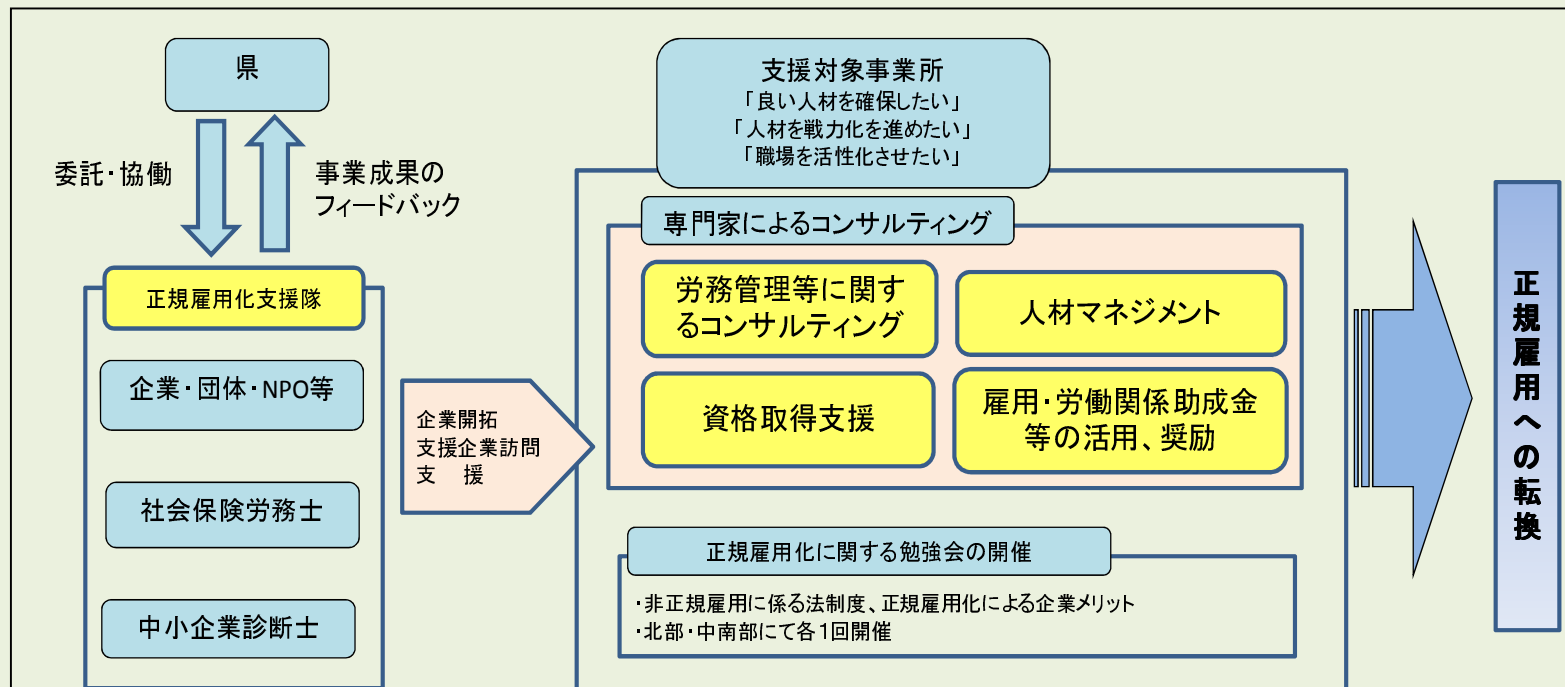 県
委託・協働
事業成果の
フィードバック
正規雇用化支援隊
企業・団体・NPO等
社会保険労務士
中小企業診断士
企業開拓
支援企業訪問
支　援
支援対象事業所
「良い人材を確保したい」
「人材を戦力化を進めたい」
「職場を活性化させたい」
専門家によるコンサルティング
労務管理等に関す
るコンサルティング
人材マネジメント
資格取得支援
雇用・労働関係助成金
等の活用、奨励
正規雇用化に関する勉強会の開催
・非正規雇用に係る法制度、正規雇用化による企業メリット
・北部・中南部にて各1回開催
正規雇用への転換